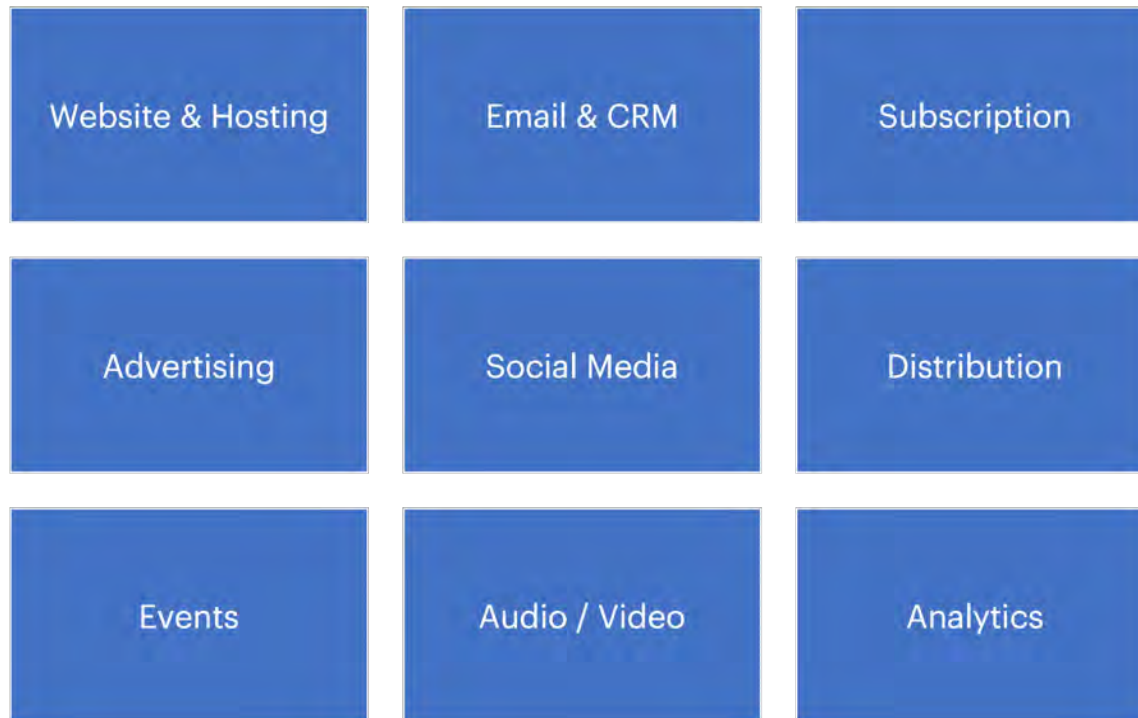 Website & Hosting
Email & CRM
Subscription
Advertising
Social Media
Distribution
Events
Audio / Video
Analytics